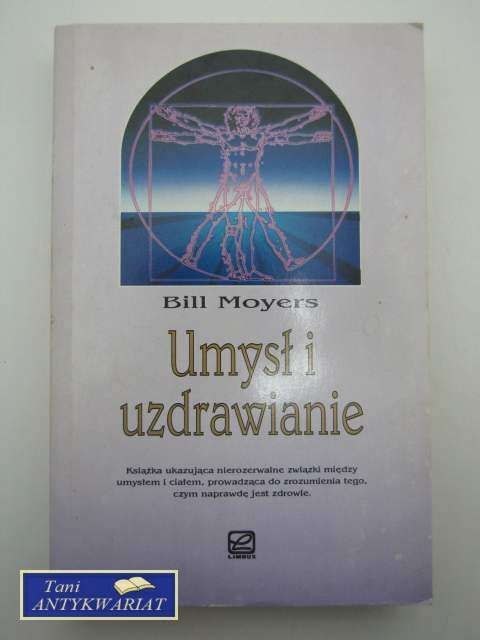 Bill Moyers
Umysł i
uzdrawianie
Książka ukazująca nierozerwalne związki między
umysłem i ciałem, prowadząca do zrozumienia tego,
czym naprawdę jest zdrowie.
LIMBUS
Tani
ANTYKWARIAT